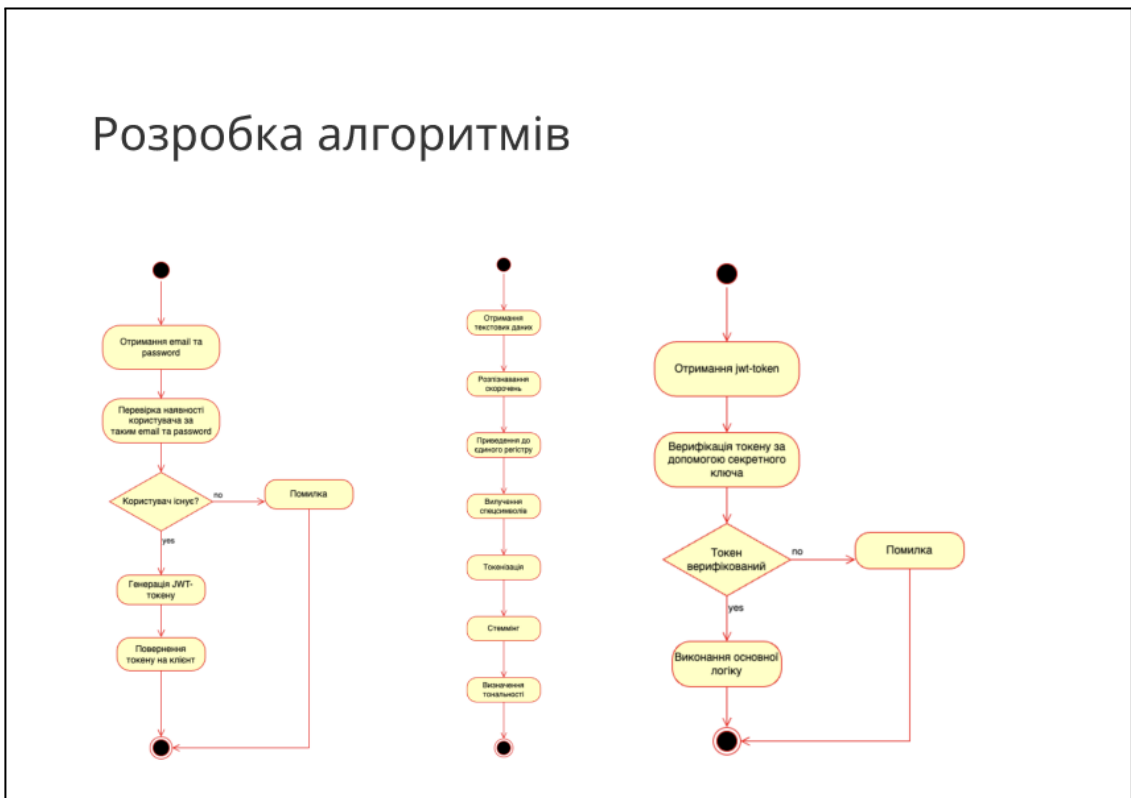 Розробка алгоритмів
Отримання email та
password
Перевірка наявності
користувача за
таким email та password
Користувач існує?
no
Помилка
yes
Генерація JWT-
токену
Повернення
токену на клієнт
Отримання
текстових даних
Розпізнавання
скорочень
Приведення до
єдиного регістру
Вилучення
спецсимволів
Токенізація
Стеммінг
Визначення
тональності
Отримання jwt-token
Верифікація токену за
допомогою секретного
ключа
Токен
верифікований
no
Помилка
yes
Виконання основної
логіку